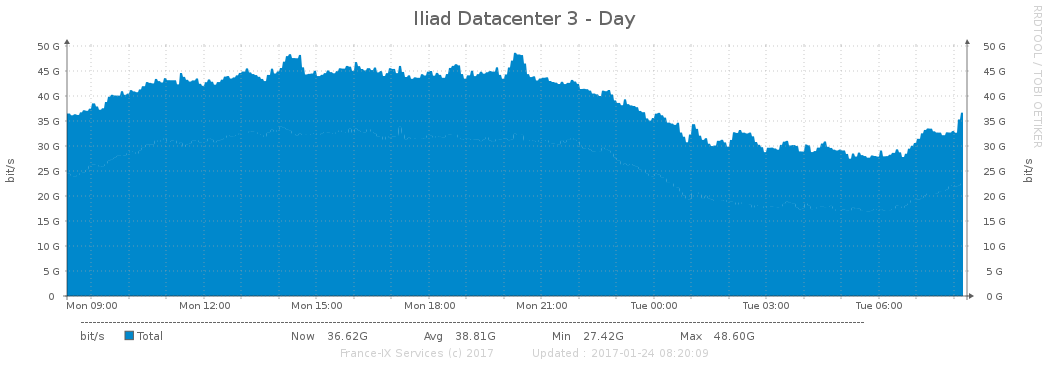 Iliad Datacenter 3 - Day
RRDTOOL / TOBI OETIKER
bit/s
50 G
45 G
40 G
35 G
30 G
25 G
20 G
15 G
10 G
5 G
0
50 G
45 G
40 G
35 G
30 G
25 G
20 G
15 G
10 G
5 G
0 G
bit/s
Mon 09:00 Mon 12:00 Mon 15:00 Mon 18:00 Mon 21:00 Tue 00:00 Tue 03:00 Tue 06:00
bit/s Total Now 36.62G Avg 38.81G Min 27.42G Max 48.60G
France-IX Services (c) 2017 Updated : 2017-01-24 08:20:09